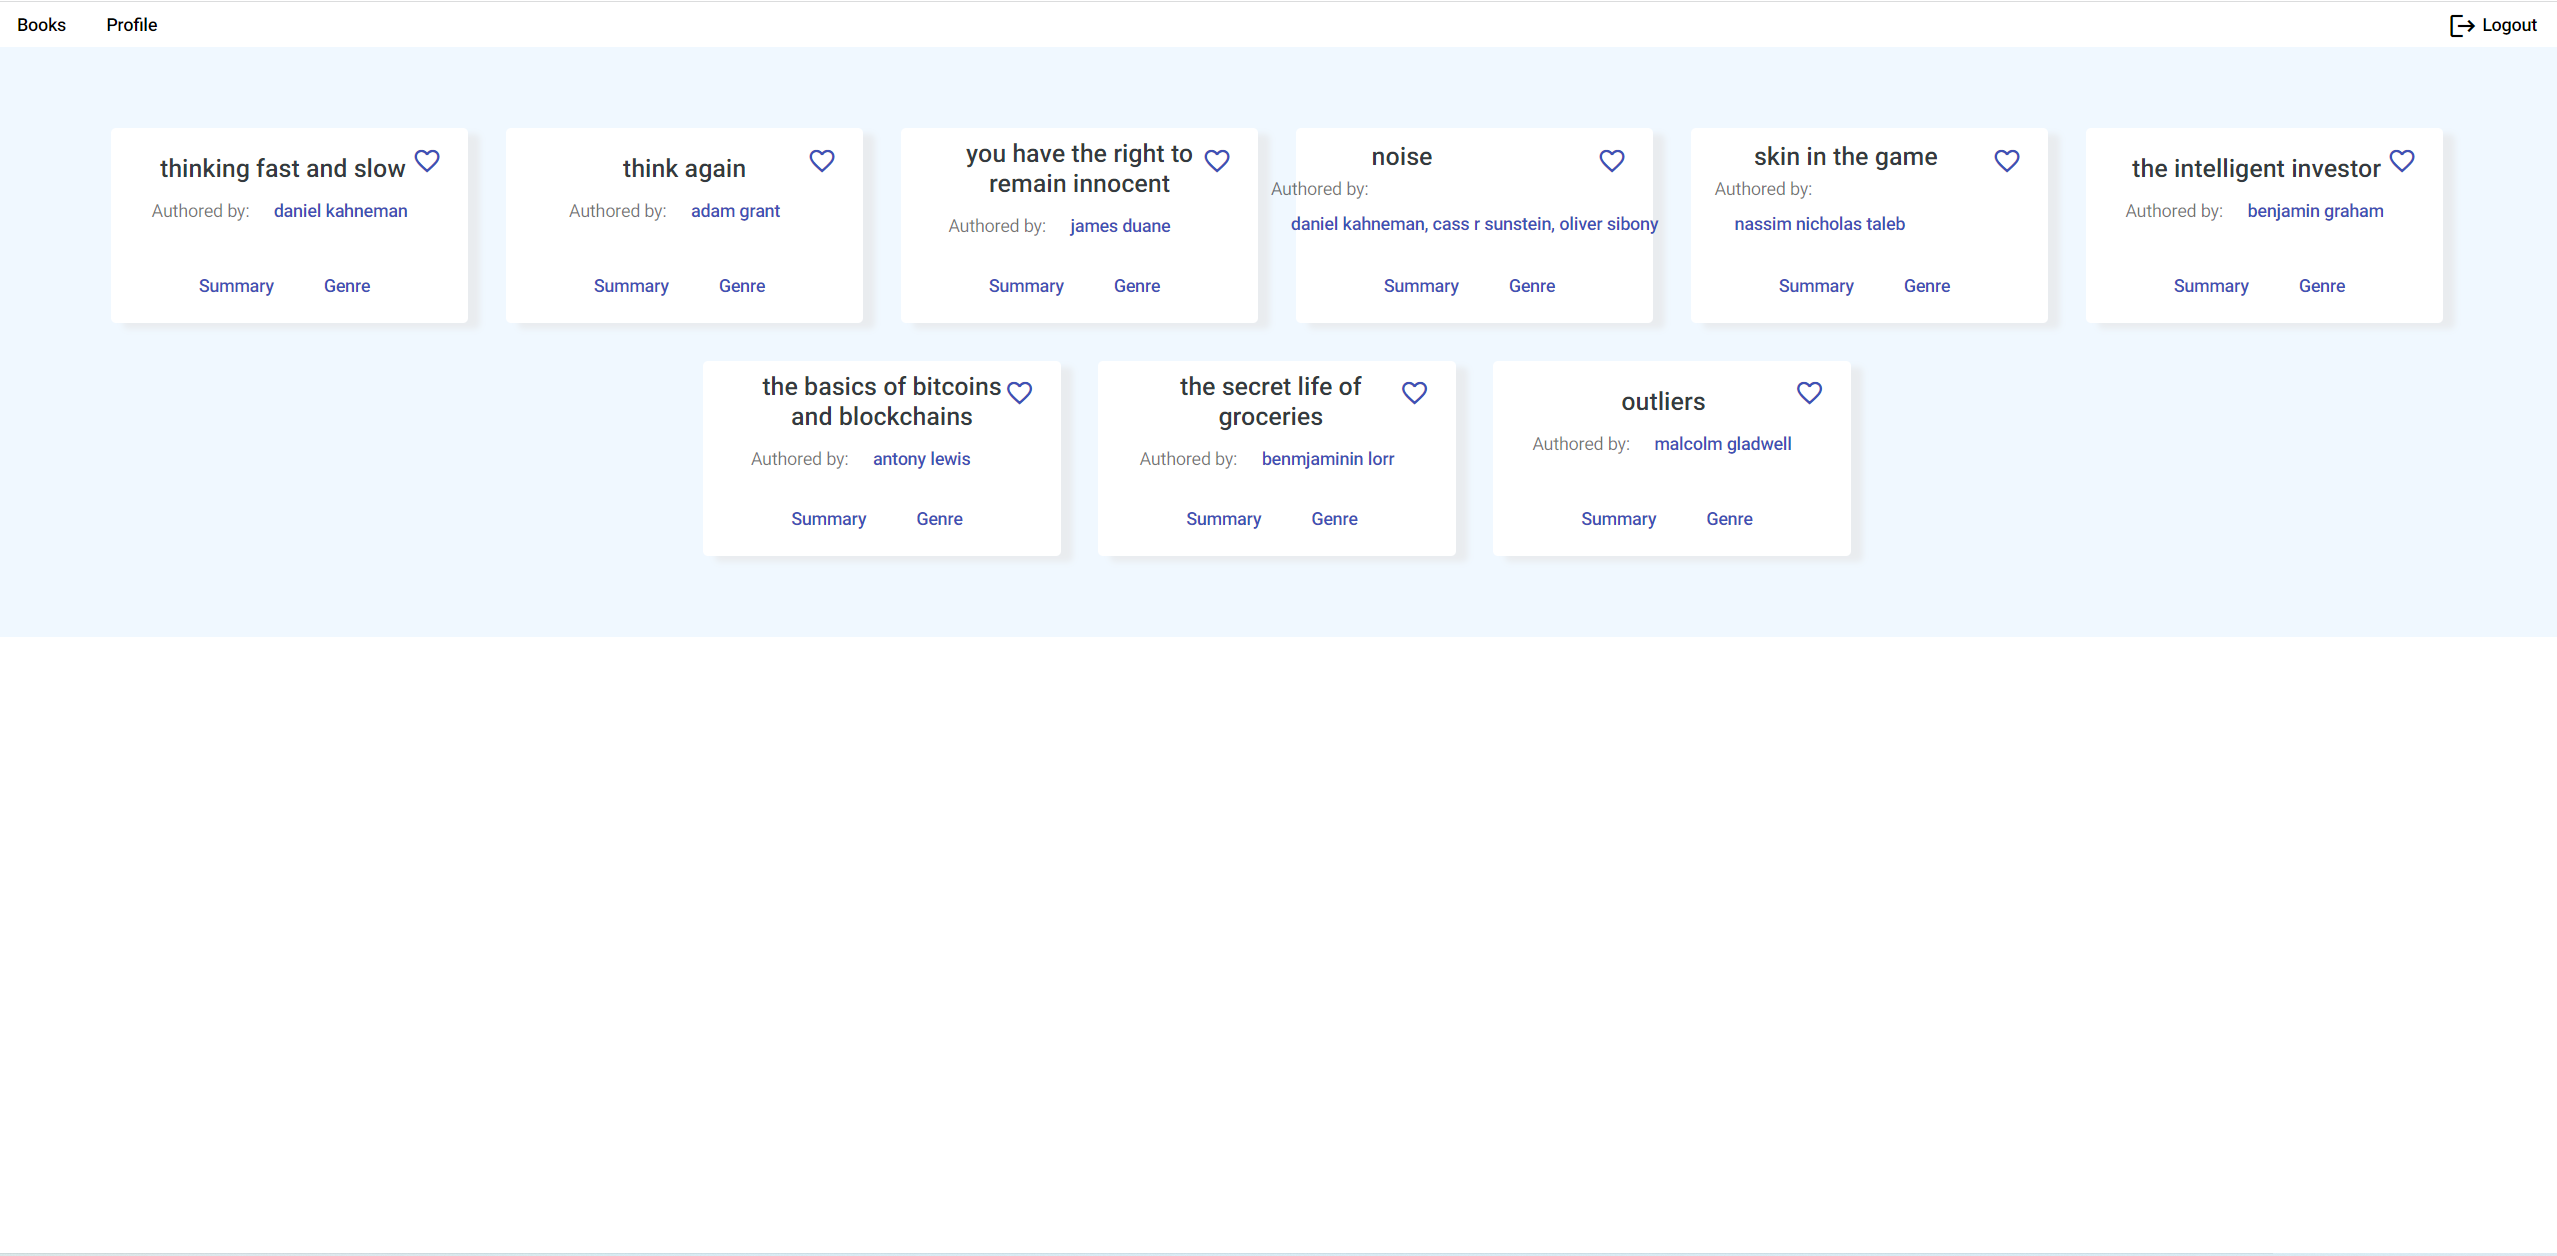 Books Profile Logout
thinking fast and slow
Authored by: daniel kahneman
Summary Genre
think again
Authored by: adam grant
Summary Genre
you have the right to
remain innocent
Authored by: james duane
Summary Genre
noise
Authored by:
daniel kahneman, cass r sunstein, oliver sibony
Summary Genre
skin in the game
Authored by:
nassim nicholas taleb
Summary Genre
the intelligent investor
Authored by: benjamin graham
Summary Genre
the basics of bitcoins
and blockchains
Authored by: antony lewis
Summary Genre
the secret life of
groceries
Authored by: benmjaminin lorr
Summary Genre
outliers
Authored by: malcolm gladwell
Summary Genre